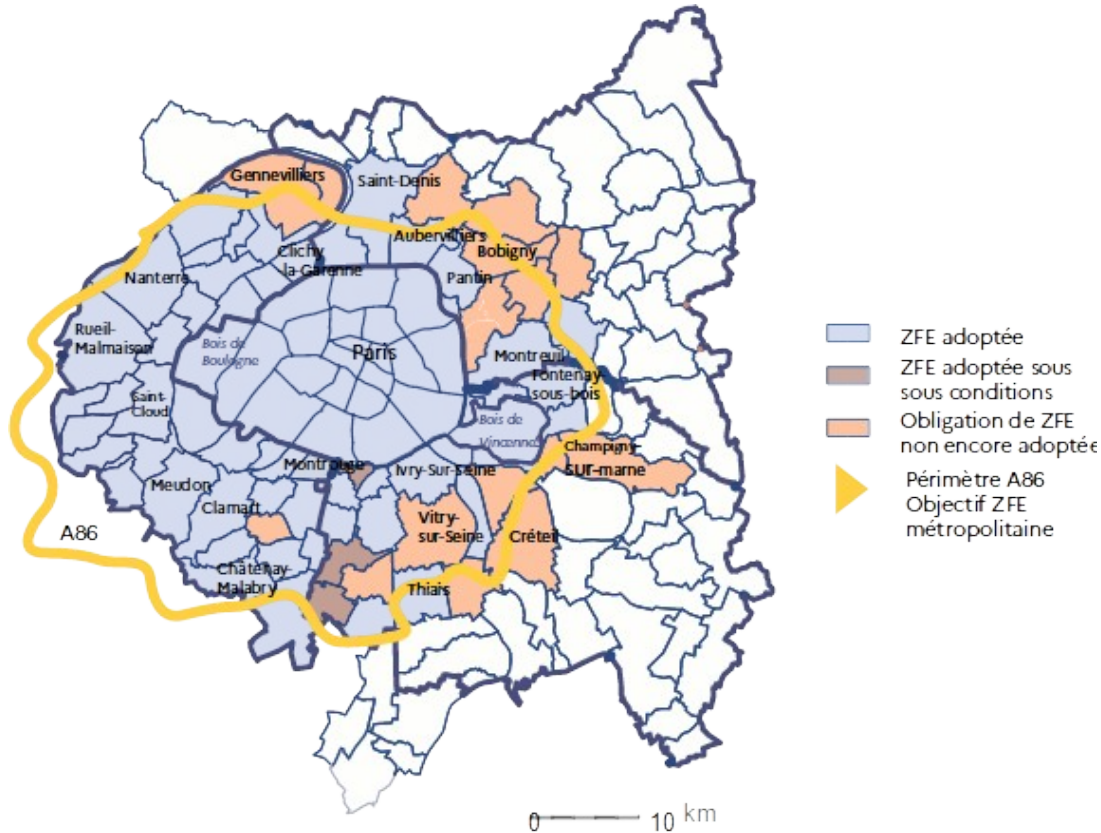 Gennevilliers
Saint-Denis
Aubervilliers
Bobigny
Clichy
-la-Garenne
Pantin
Nanterre
Rueil-
Malmaison
Bois de
Boulogne
Paris
Montreuil
Fontenay
-sous-bois
Saint-
Cloud
Bois de
Vincennes
Champigny-
sur-marne
Montrouge
Ivry-Sur-Seine
Meudon
Clamart
Vitry
-sur-Seine
Créteil
A86
Châtenay-
Malabry
Thiais
ZFE adoptée
ZFE adoptée sous
sous conditions
Obligation de ZFE
non encore adoptée
Périmètre A86
Objectif ZFE
métropolitaine
0 10 km